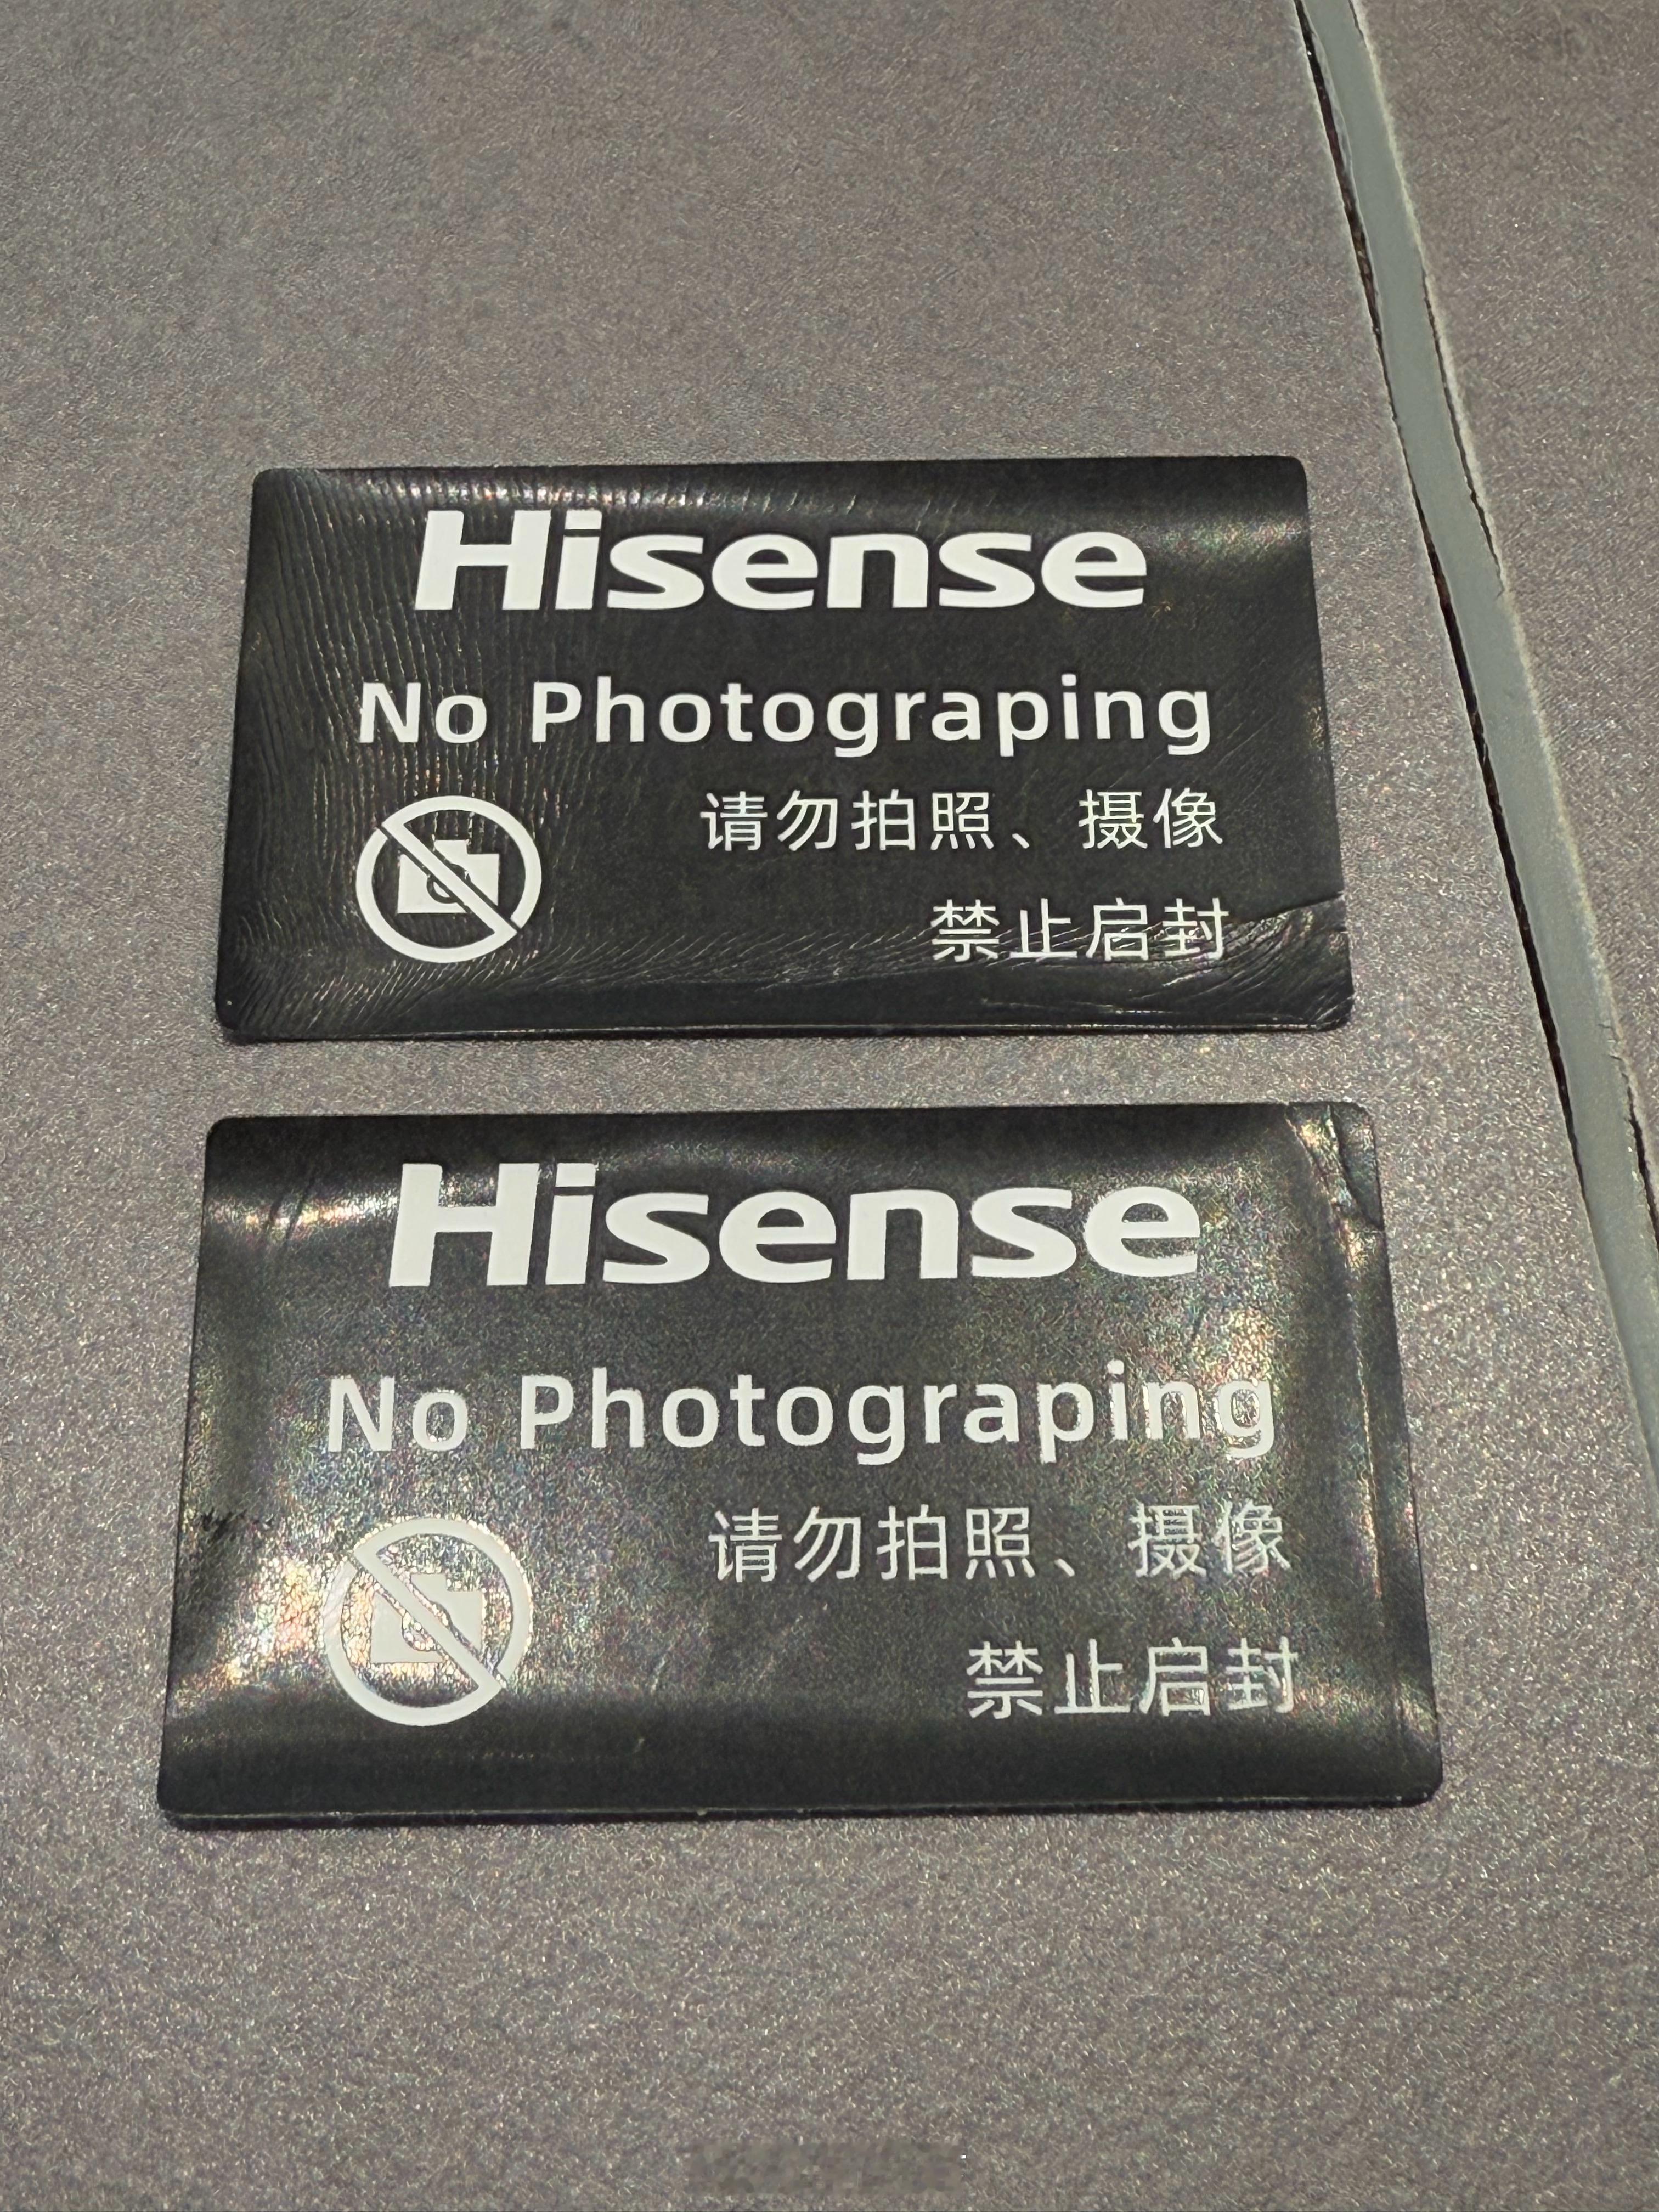 Hisense
No Photograping
请勿拍照、摄像
禁止启封
Hisense
No Photograping
请勿拍照、摄像
禁止启封